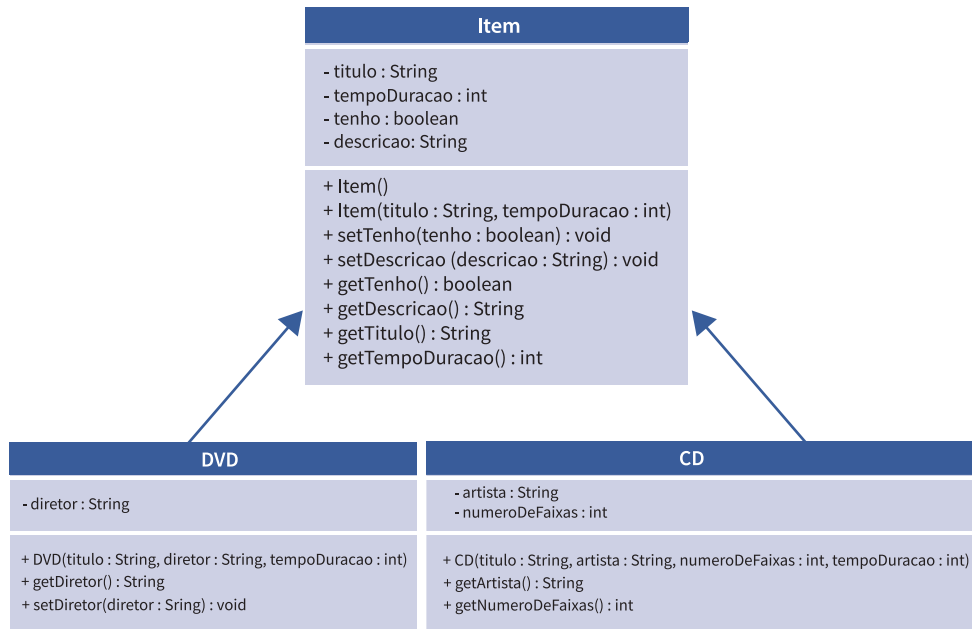 Item
- titulo : String
- tempoDuracao : int
- tenho : boolean
- descricao: String
+ Item()
+ Item(titulo : String, tempoDuracao : int)
+ setTenho(tenho : boolean) : void
+ setDescricao (descricao : String) : void
+ getTenho() : boolean
+ getDescricao() : String
+ getTitulo() : String
+ getTempoDuracao() : int
DVD
- diretor : String
+ DVD(titulo : String, diretor : String, tempoDuracao : int)
+ getDiretor() : String
+ setDiretor(diretor : Sring) : void
CD
- artista : String
- numeroDeFaixas : int
+ CD(titulo : String, artista : String, numeroDeFaixas : int, tempoDuracao : int)
+ getArtista() : String
+ getNumeroDeFaixas() : int